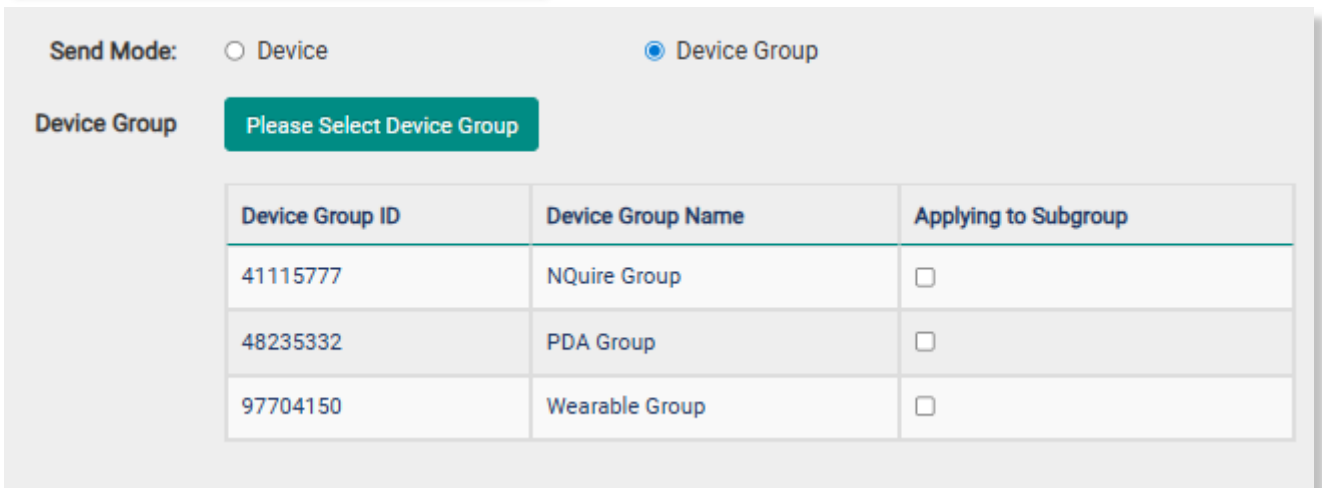 Send Mode: Device Device Group
Device Group Please Select Device Group
Device Group ID Device Group Name Applying to Subgroup
41115777 NQuire Group
48235332 PDA Group
97704150 Wearable Group